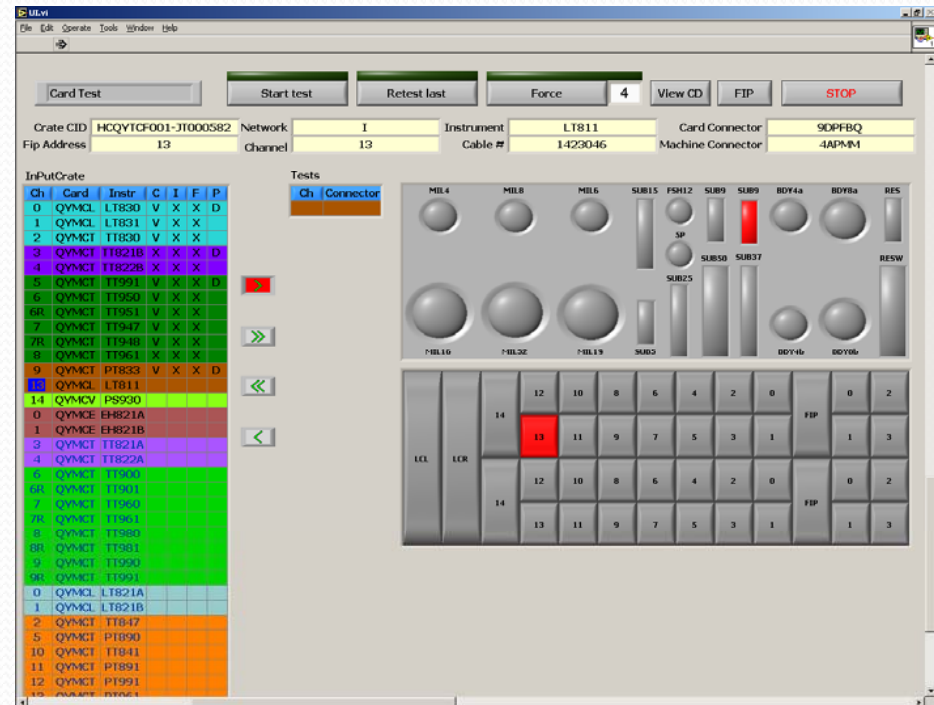 UI.vi
File Edit Operate Tools Window Help
Card Test Start test Retest last Force 4 View CD FIP STOP
Crate CID HCQYTCF001-JT000582 Network I Instrument LT811 Card Connector 9DPFBQ
Fip Address 13 Channel 13 Cable # 1423046 Machine Connector 4APMM
InPutCrate Tests
Ch Card Instr C I F P Ch Connector
0 QYMCL LT830 V X X D
1 QYMCL LT831 V X X
2 QYMCT TT830 V X X
3 QYMCT TT821B X X X D
4 QYMCT TT822B X X X
5 QYMCT TT991 V X X D
6 QYMCT TT950 V X X
6R QYMCT TT951 V X X
7 QYMCT TT947 V X X
7R QYMCT TT948 V X X
8 QYMCT TT961 X X X
9 QYMCT PT833 V X X D
13 QYMCL LT811
14 QYMCV PS930
0 QYMCE EH821A
1 QYMCE EH821B
3 QYMCT TT821A
4 QYMCT TT822A
6 QYMCT TT900
6R QYMCT TT901
7 QYMCT TT960
7R QYMCT TT961
8 QYMCT TT980
8R QYMCT TT981
9 QYMCT TT990
9R QYMCT TT991
0 QYMCL LT821A
1 QYMCL LT821B
2 QYMCT TT847
5 QYMCT PT890
10 QYMCT TT841
11 QYMCT PT891
12 QYMCT PT991
MIL4 MIL8 MIL6 SUB15 FSH12 SUB9 SUB9 BDY4a BDY8a RES
SP
SUB50 SUB37 RESW
SUB25
MIL16 MIL32 MIL19 SUB3 BDY4b BDY8b
12 10 8 6 4 2 0 0 2
14 FIP
13 11 9 7 5 3 1 1 3
LCL LCR
12 10 8 6 4 2 0 0 2
14 FIP
13 11 9 7 5 3 1 1 3